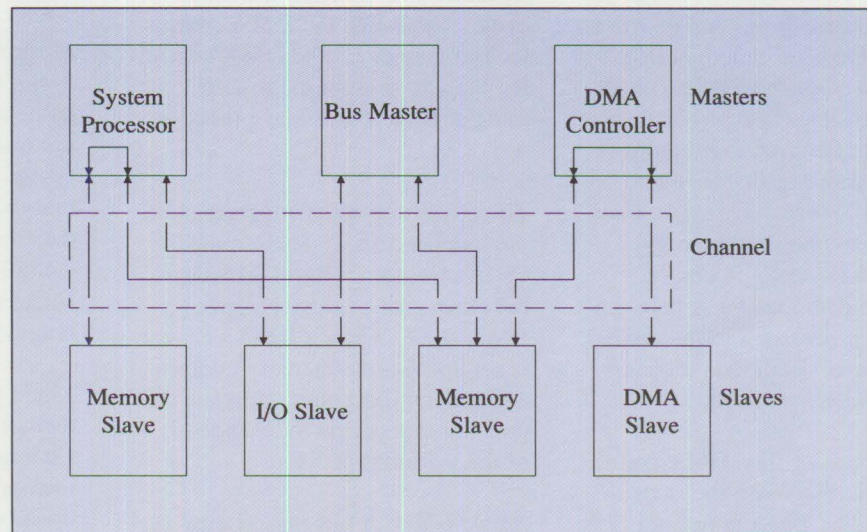 System
Processor
Bus Master
DMA
Controller
Masters
Channel
Memory
Slave
I/O Slave
Memory
Slave
DMA
Slave
Slaves